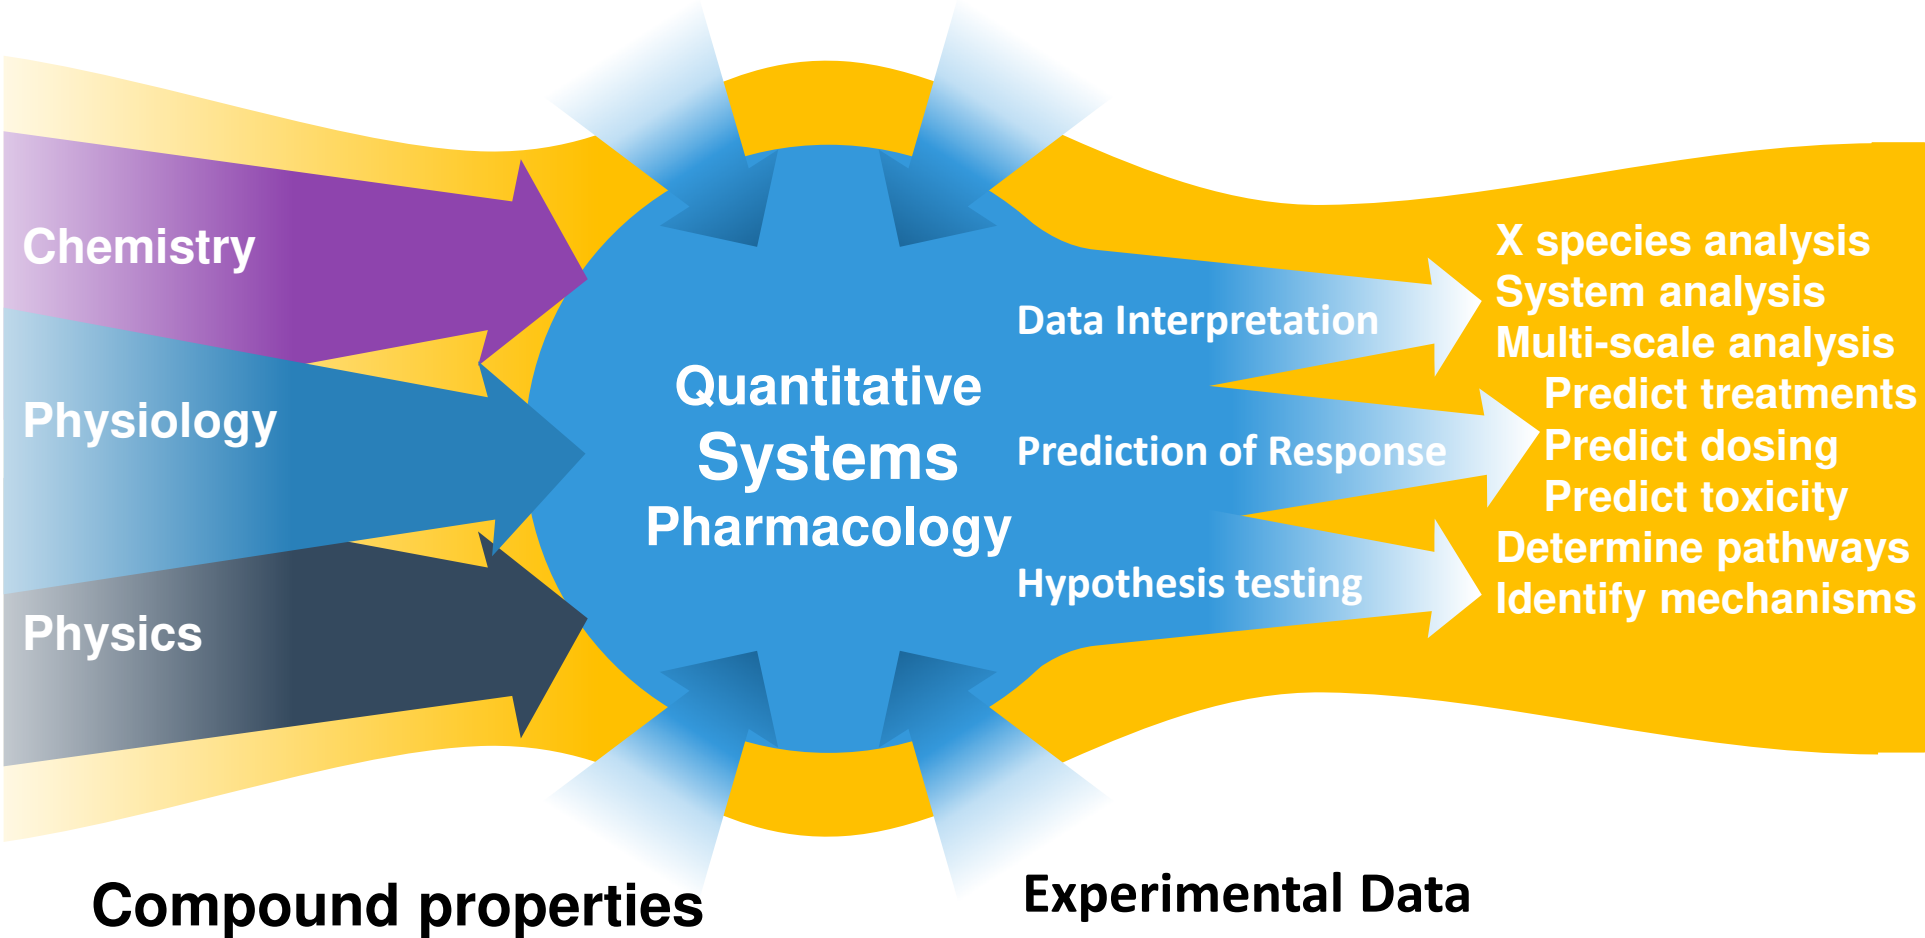 Chemistry
Physiology
Physics
Quantitative
Systems
Pharmacology
Data Interpretation
Prediction of Response
Hypothesis testing
X species analysis
System analysis
Multi-scale analysis
Predict treatments
Predict dosing
Predict toxicity
Determine pathways
Identify mechanisms
Compound properties
Experimental Data